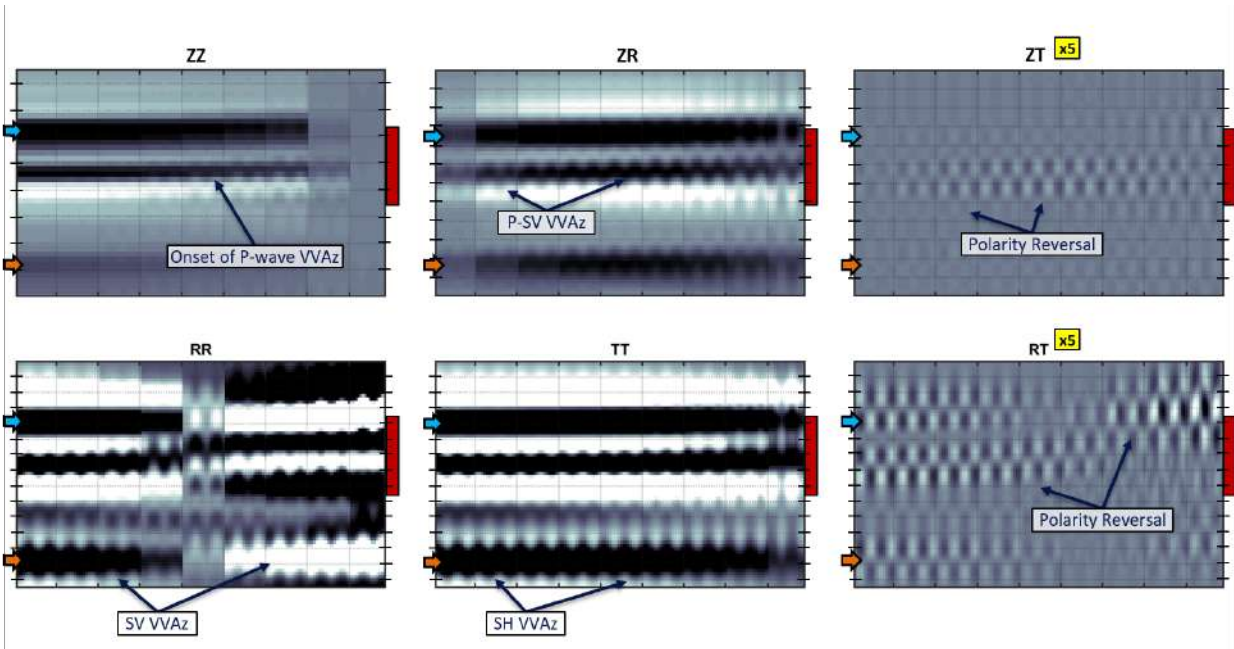 ZZ
ZR
ZT x5
Onset of P-wave VVAz
P-SV VVAz
Polarity Reversal
RR
TT
RT x5
SV VVAz
SH VVAz
Polarity Reversal